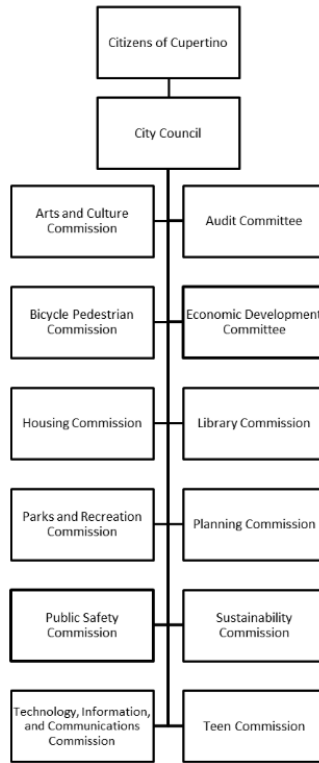 Citizens of Cupertino
City Council
Arts and Culture
Commission
Audit Committee
Bicycle Pedestrian
Commission
Economic Development
Committee
Housing Commission
Library Commission
Parks and Recreation
Commission
Planning Commission
Public Safety
Commission
Sustainability
Commission
Technology, Information,
and Communications
Commission
Teen Commission